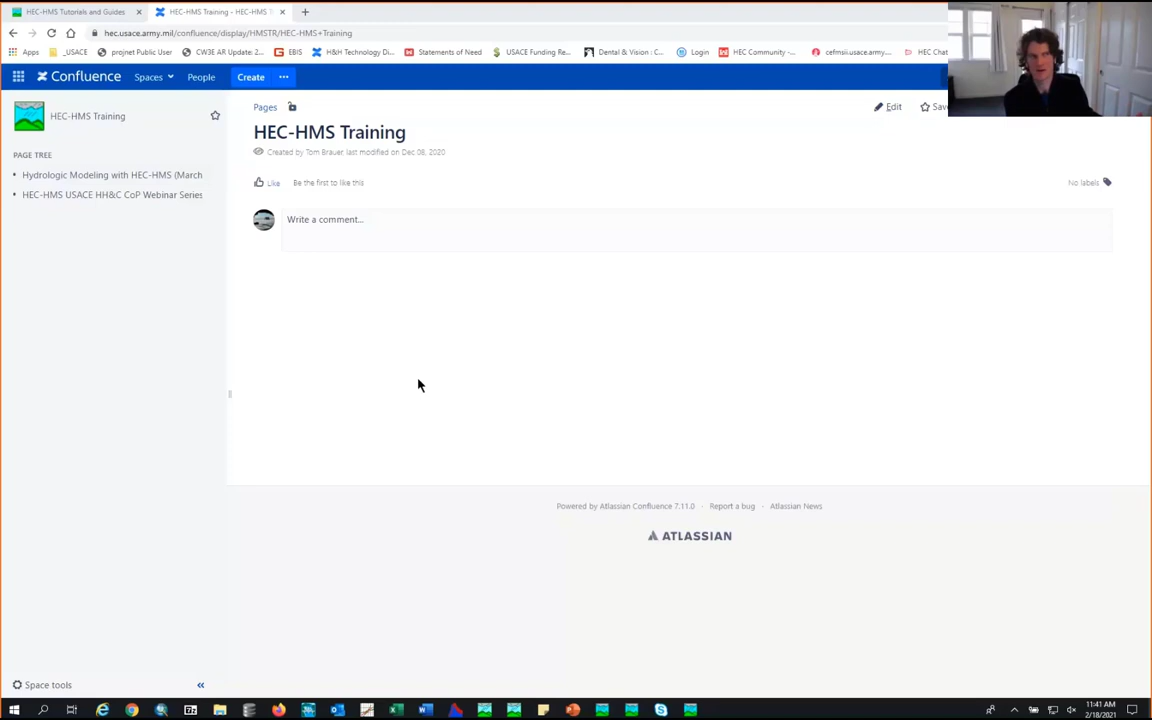 HEC-HMS Tutorials and Guides
HEC-HMS Training - HEC-HMS T
hec.usace.army.mil/confluence/display/HMSTR/HEC-HMS+Training
Apps
_USACE
projnet Public User
CW3E AR Update: 2...
EBIS
H&H Technology Di...
Statements of Need
USACE Funding Re...
Dental & Vision : C...
Login
HEC Community -...
cefmsii.usace.army....
HEC Chat
Confluence
Spaces
People
Create
HEC-HMS Training
PAGE TREE
Hydrologic Modeling with HEC-HMS (March
HEC-HMS USACE HH&C CoP Webinar Series
Pages
Edit
Sav
HEC-HMS Training
Created by Tom Brauer, last modified on Dec 08, 2020
Like
Be the first to like this
No labels
Write a comment...
Powered by Atlassian Confluence 7.11.0 · Report a bug · Atlassian News
ATLASSIAN
Space tools
11:41 AM
2/18/2021